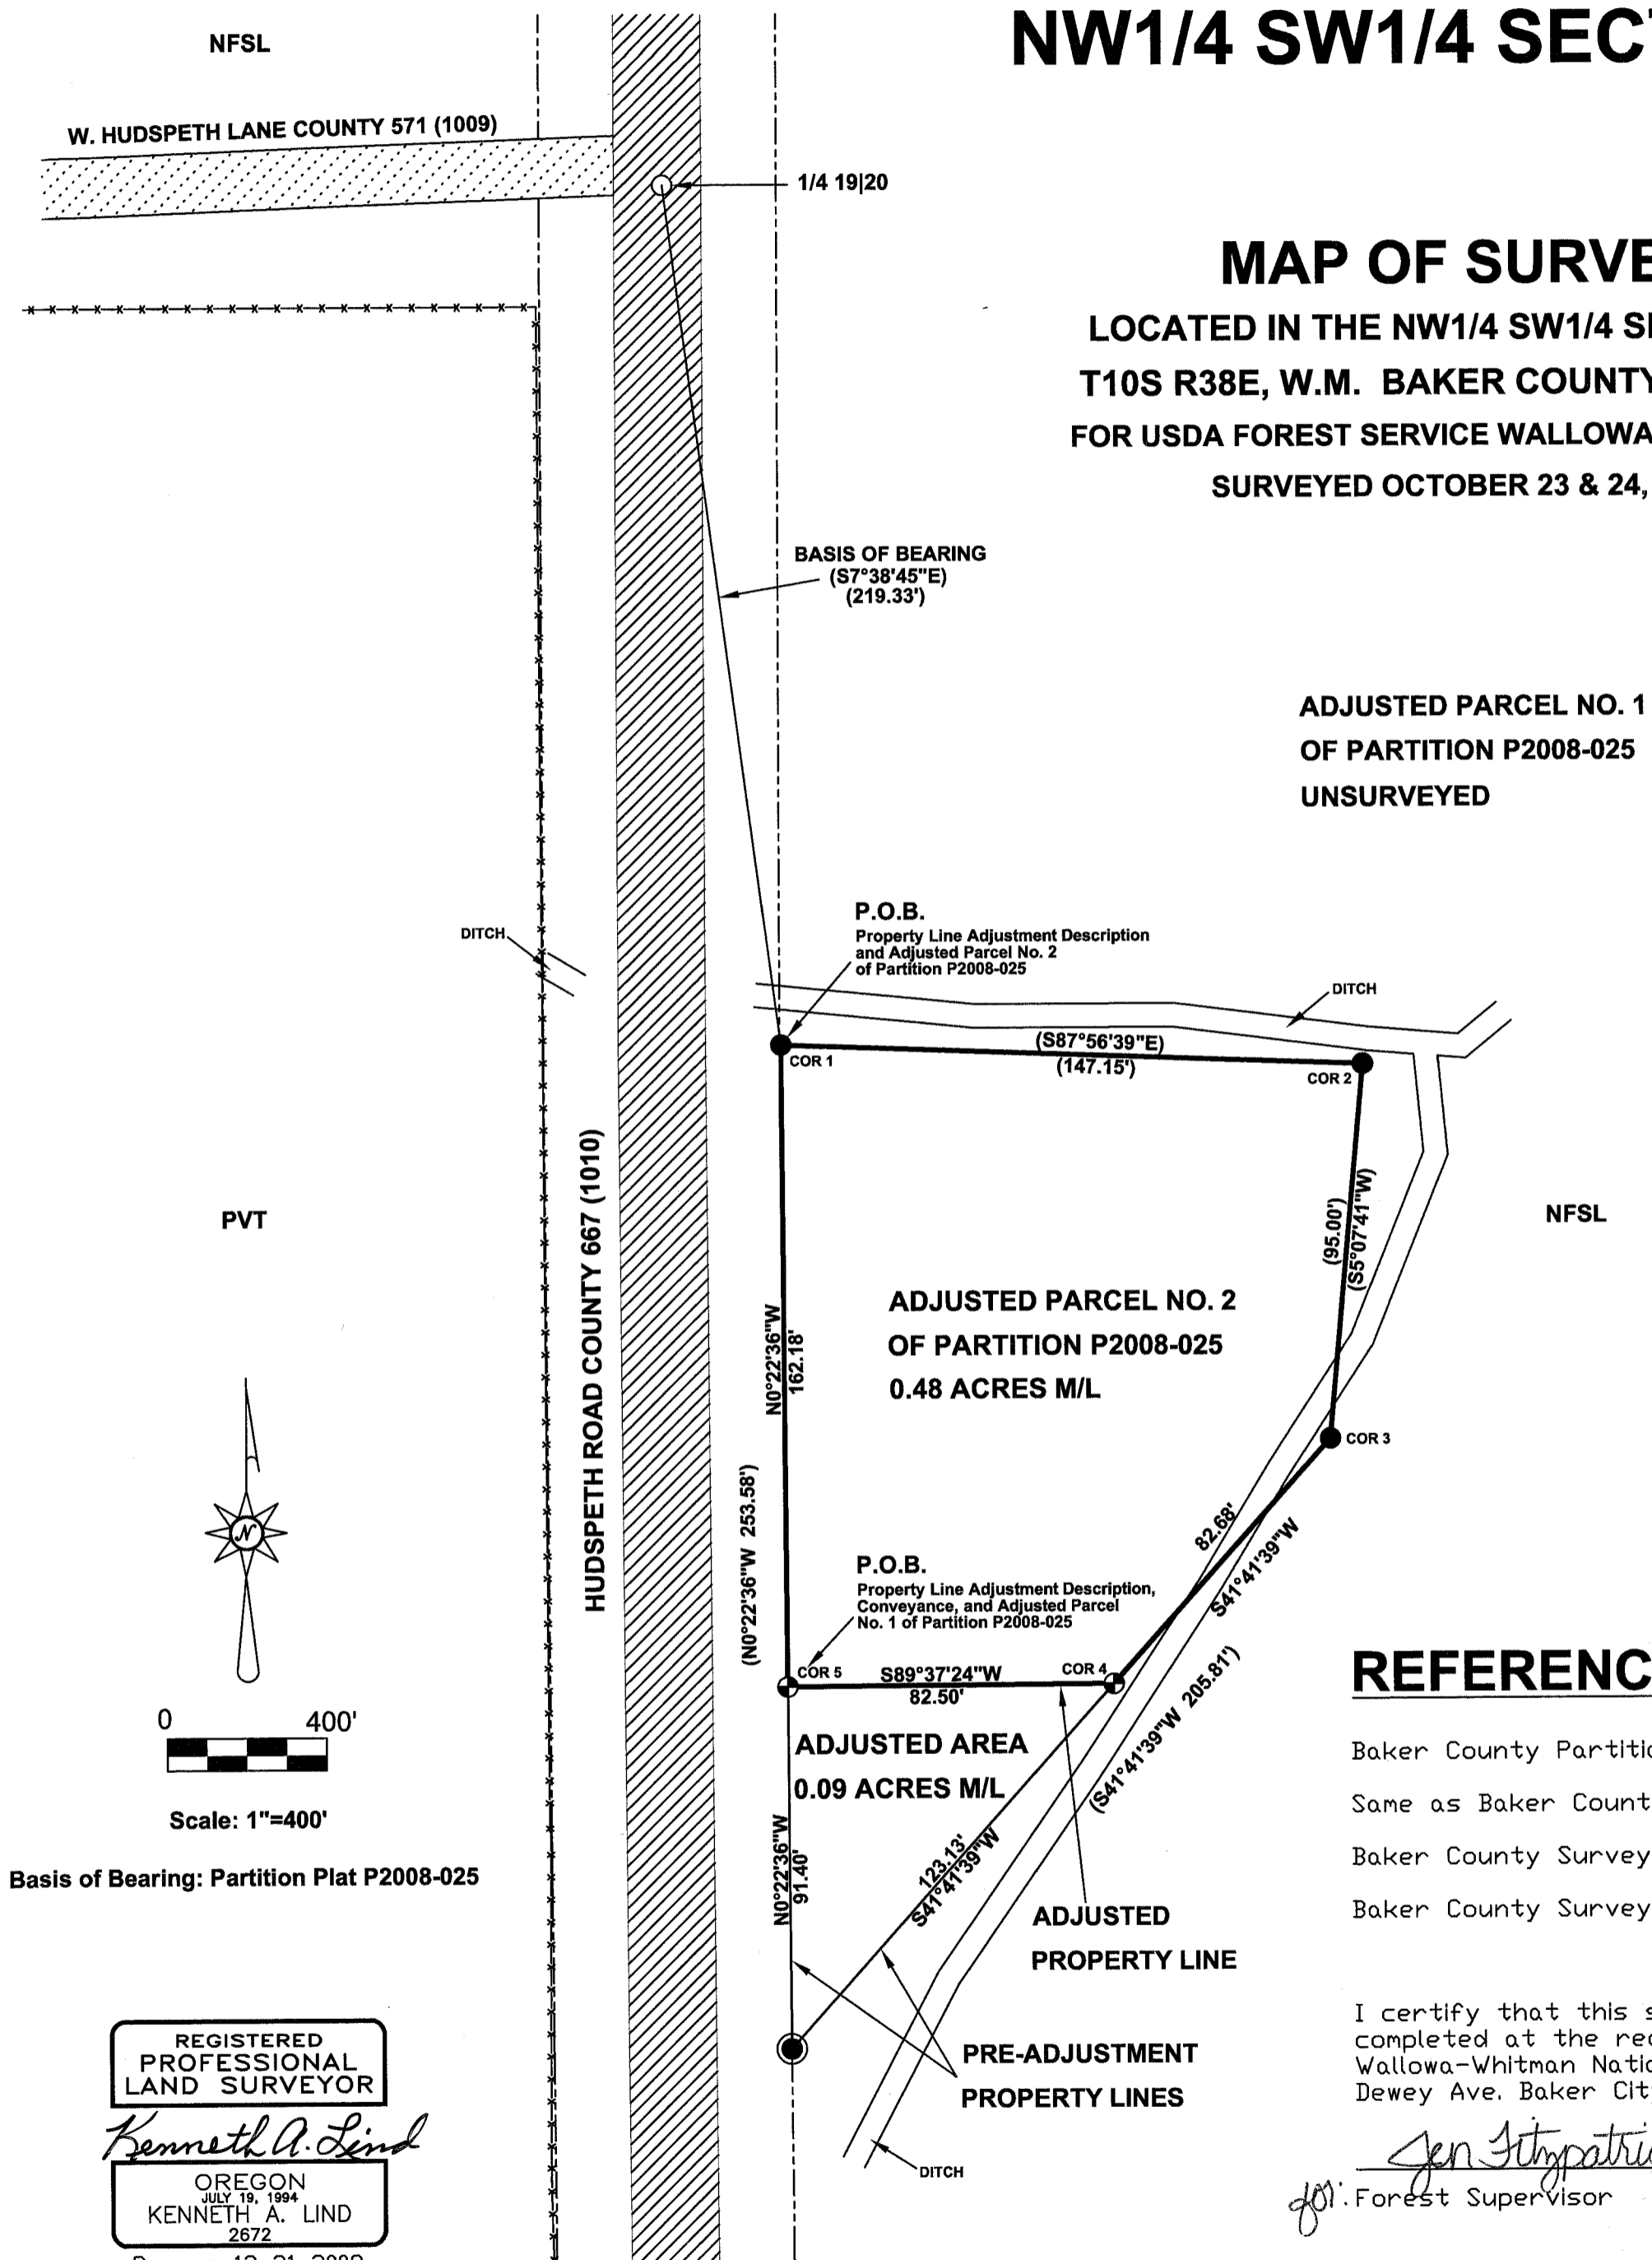 NW1/4 SW1/4
NFSL
W. HUDSPETH LANE COUNTY 571 (1009)
1/4 19|20
MAP OF
LOCATED IN THE NW1/4 SW1/4
T10S R38E, W.M. BAKER COUNTY
FOR USDA FOREST SERVICE WALLOWA
SURVEYED OCTOBER 23 & 24,
BASIS OF BEARING
(S7°38'45"E)
(219.33')
ADJUSTED PARCEL NO. 1
OF PARTITION P2008-025
UNSURVEYED
P.O.B.
Property Line Adjustment Description
and Adjusted Parcel No. 2
of Partition P2008-025
DITCH
DITCH
(S87°56'39"E)
(147.15')
COR 1
COR 2
(95.00')
(S5°07'41"W)
NFSL
PVT
HUDSPETH ROAD COUNTY 667 (1010)
N0°22'36"W
162.18'
ADJUSTED PARCEL NO. 2
OF PARTITION P2008-025
0.48 ACRES M/L
COR 3
(N0°22'36"W 253.58')
82.68'
S41°41'39"W
N
P.O.B.
Property Line Adjustment Description,
Conveyance, and Adjusted Parcel
No. 1 of Partition P2008-025
COR 5
S89°37'24"W
82.50'
COR 4
(S41°41'39"W 205.81')
ADJUSTED AREA
0.09 ACRES M/L
0 400'
Scale: 1"=400'
Basis of Bearing: Partition Plat P2008-025
N0°22'36"W
91.40'
123.13'
S41°41'39"W
ADJUSTED
PROPERTY LINE
PRE-ADJUSTMENT
PROPERTY LINES
DITCH
Baker County
Same as Baker
Baker County Survey
Baker County Survey
I certify that this
completed at the
Wallowa-Whitman
Dewey Ave. Baker
Jen
for: Forest Supervisor
REGISTERED
PROFESSIONAL
LAND SURVEYOR
Kenneth A. Lind
OREGON
JULY 19, 1994
KENNETH A. LIND
2672